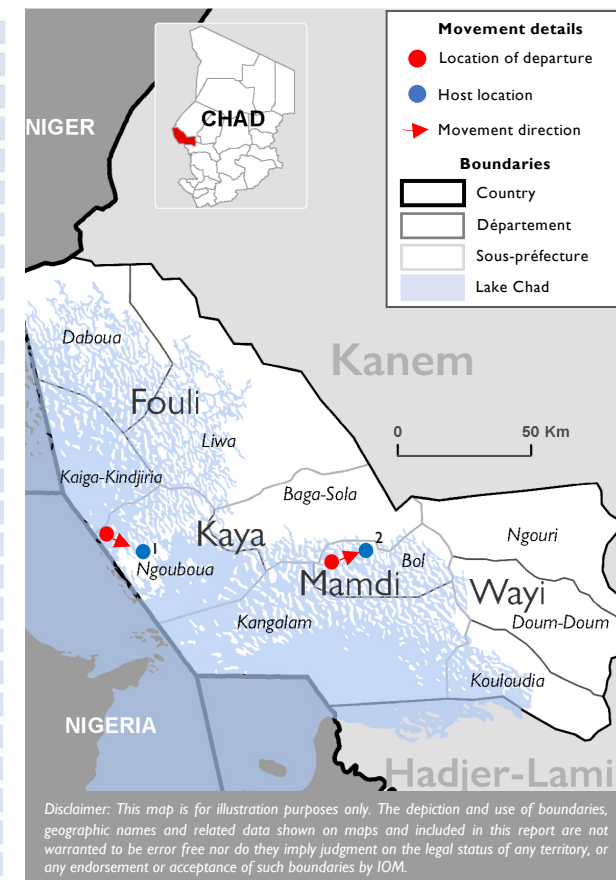 Movement details
Location of departure
Host location
Movement direction
Boundaries
Country
Département
Sous-préfecture
Lake Chad
NIGER
CHAD
Kanem
Daboua
Fouli
Liwa
0 50 Km
Kaiga-Kindjiria
Baga-Sola
Kaya
Ngouri
1
2
Ngouboua
Bol
Mamdi
Wayi
Kangalam
Doum-Doum
Kouloudia
NIGERIA
Hadjer-Lami
Disclaimer: This map is for illustration purposes only. The depiction and use of boundaries,
geographic names and related data shown on maps and included in this report are not
warranted to be error free nor do they imply judgment on the legal status of any territory, or
any endorsement or acceptance of such boundaries by IOM.